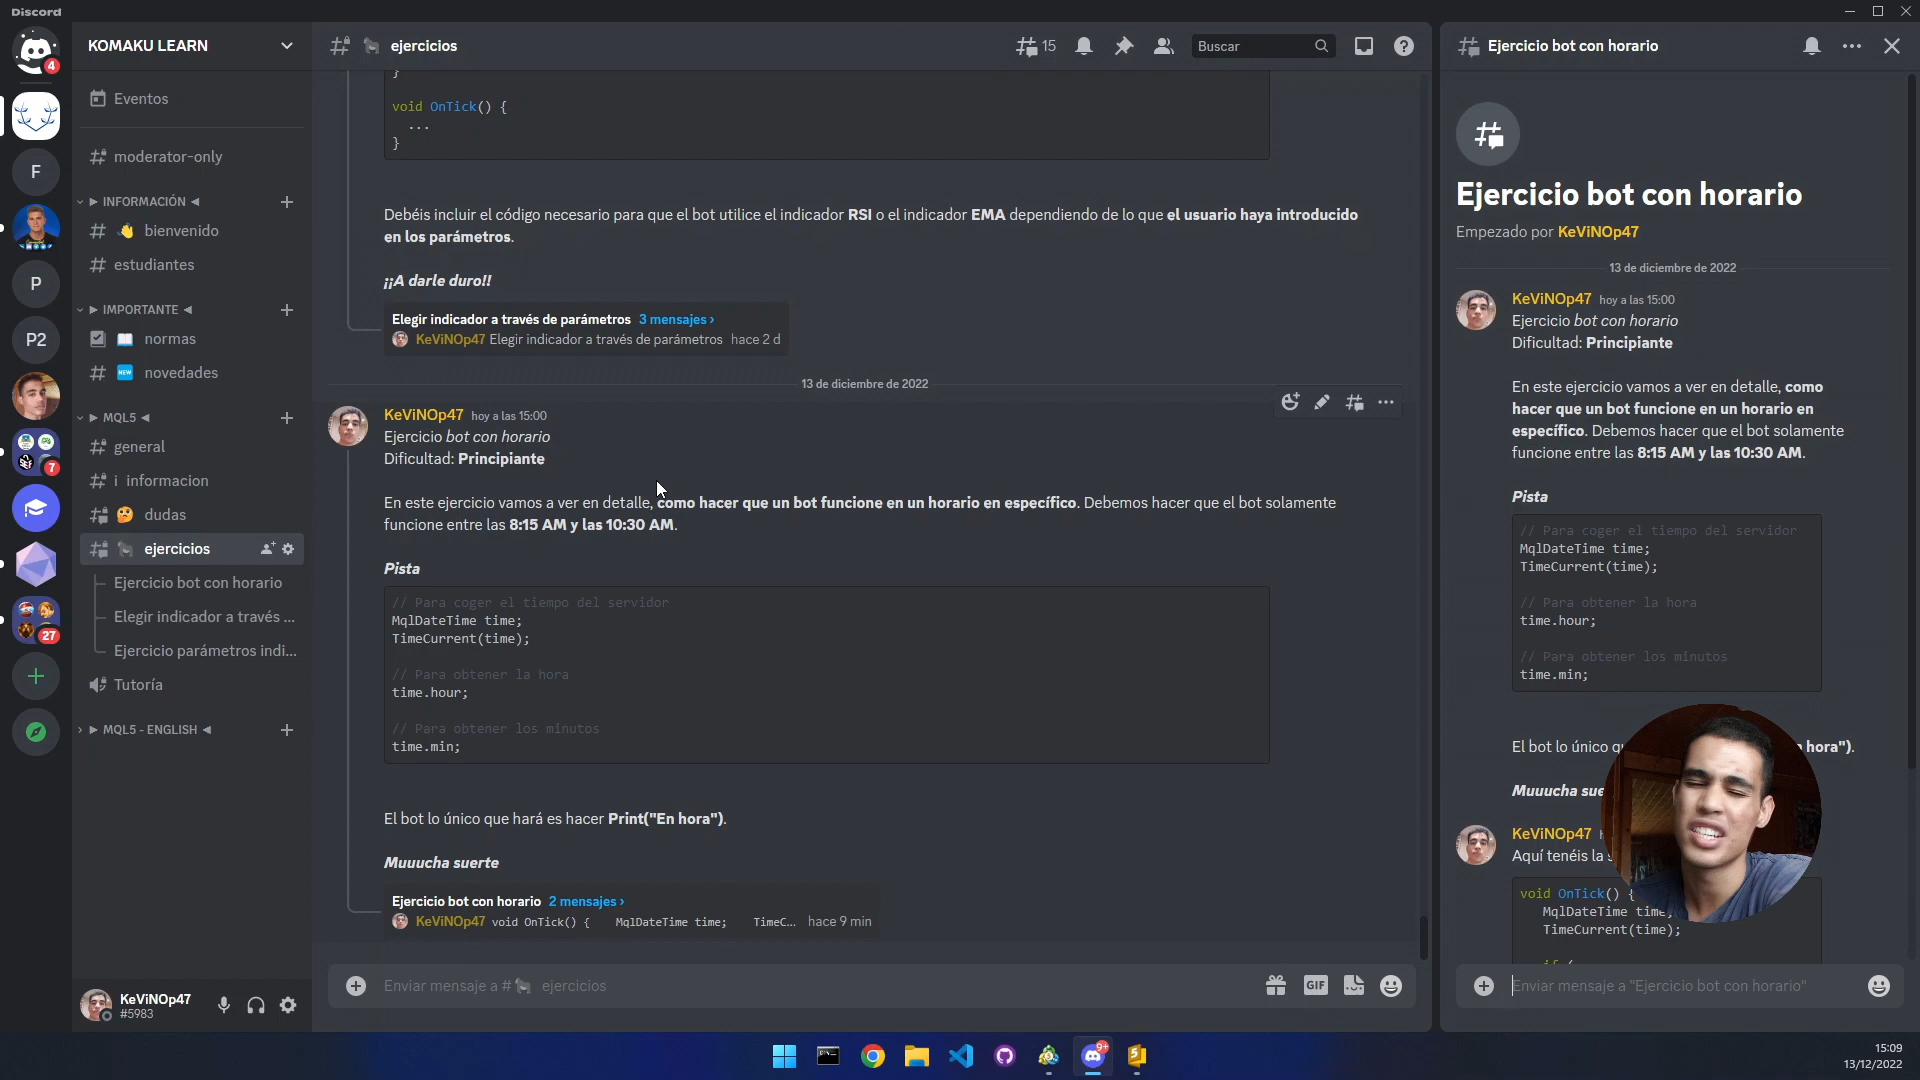 Discord
4
F
P
P2
7
27
KOMAKU LEARN
Eventos
moderator-only
INFORMACIÓN
bienvenido
estudiantes
IMPORTANTE
normas
NEW novedades
MQL5
general
i informacion
dudas
ejercicios
Ejercicio bot con horario
Elegir indicador a través ...
Ejercicio parámetros indi...
Tutoría
MQL5 - ENGLISH
KeViNOp47
#5983
ejercicios
15
Buscar
}
void OnTick() {
...
}
Debéis incluir el código necesario para que el bot utilice el indicador RSI o el indicador EMA dependiendo de lo que el usuario haya introducido
en los parámetros.
¡¡A darle duro!!
Elegir indicador a través de parámetros 3 mensajes ›
KeViNOp47 Elegir indicador a través de parámetros hace 2 d
13 de diciembre de 2022
KeViNOp47 hoy a las 15:00
Ejercicio bot con horario
Dificultad: Principiante
En este ejercicio vamos a ver en detalle, como hacer que un bot funcione en un horario en específico. Debemos hacer que el bot solamente
funcione entre las 8:15 AM y las 10:30 AM.
Pista
// Para coger el tiempo del servidor
MqlDateTime time;
TimeCurrent(time);
// Para obtener la hora
time.hour;
// Para obtener los minutos
time.min;
El bot lo único que hará es hacer Print("En hora").
Muuucha suerte
Ejercicio bot con horario 2 mensajes ›
KeViNOp47 void OnTick() { MqlDateTime time; TimeC... hace 9 min
Enviar mensaje a # ejercicios
GIF
Ejercicio bot con horario
Ejercicio bot con horario
Empezado por KeViNOp47
13 de diciembre de 2022
KeViNOp47 hoy a las 15:00
Ejercicio bot con horario
Dificultad: Principiante
En este ejercicio vamos a ver en detalle, como
hacer que un bot funcione en un horario en
específico. Debemos hacer que el bot solamente
funcione entre las 8:15 AM y las 10:30 AM.
Pista
// Para coger el tiempo del servidor
MqlDateTime time;
TimeCurrent(time);
// Para obtener la hora
time.hour;
// Para obtener los minutos
time.min;
El bot lo único hora").
Muuucha
KeViNOp47
Aquí tenéis la
void OnTick() {
MqlDateTime time;
TimeCurrent(time);
if (
Enviar mensaje a "Ejercicio bot con horario"
9+
15:09
13/12/2022